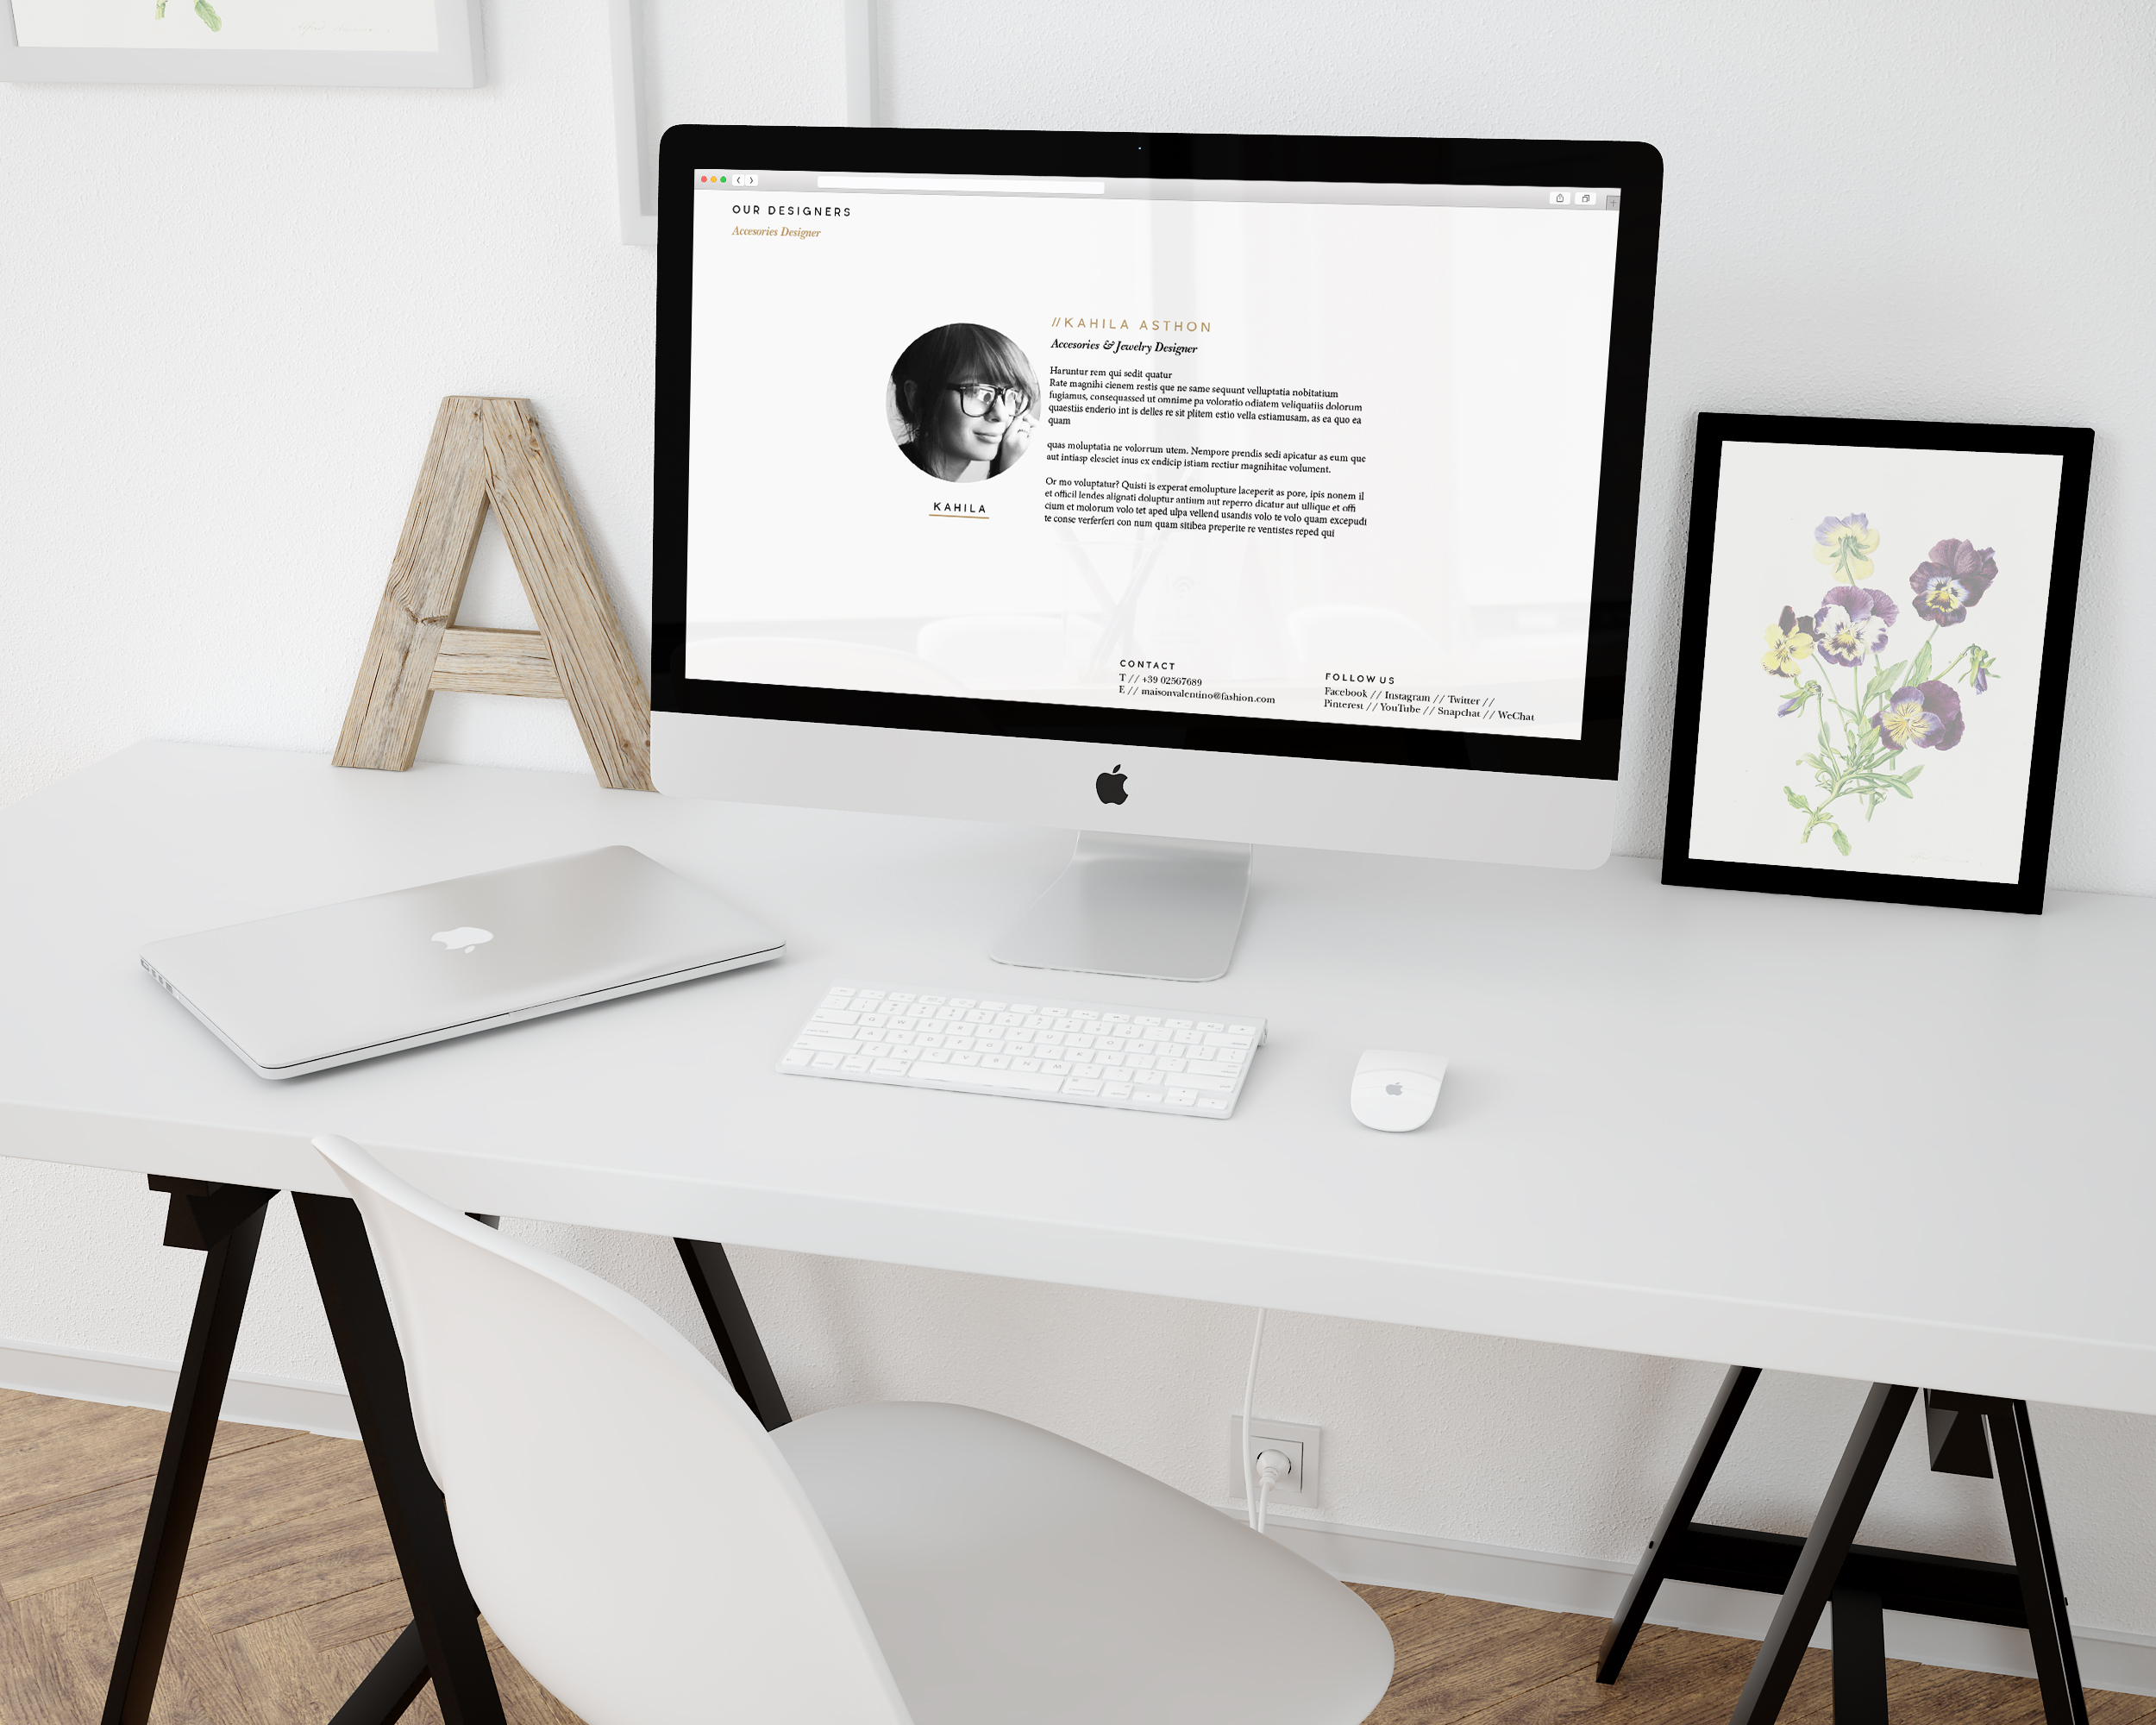 OUR DESIGNERS
Accesories Designer
//KAHILA ASTHON
Accesories & Jewelry Designer
Haruntur rem qui sedit quatur
Rate magnihi cienem restis que ne same sequunt velluptatia nobitatium
fugiamus, consequassed ut omnime pa voloratio odiatem veliquatiis dolorum
quaestiis enderio int is delles re sit plitem estio vella estiamusam, as ea quo ea
quam
quas moluptatia ne volorrum utem. Nempore prendis sedi apicatur as eum que
aut intiasp elesciet inus ex endicip istiam rectiur magnihitae volument.
Or mo voluptatur? Quisti is experat emolupture laceperit as pore, ipis nonem il
et officil lendes alignati doluptur antium aut reperro dicatur aut ullique et offi
cium et molorum volo tet aped ulpa vellend usandis volo te volo quam excepudi
te conse verferferi con num quam sitibea preperite re ventistes reped qui
KAHILA
CONTACT
T // +39 02567689
E // maisonvalentino@fashion.com
FOLLOW US
Facebook // Instagram // Twitter //
Pinterest // YouTube // Snapchat // WeChat
A